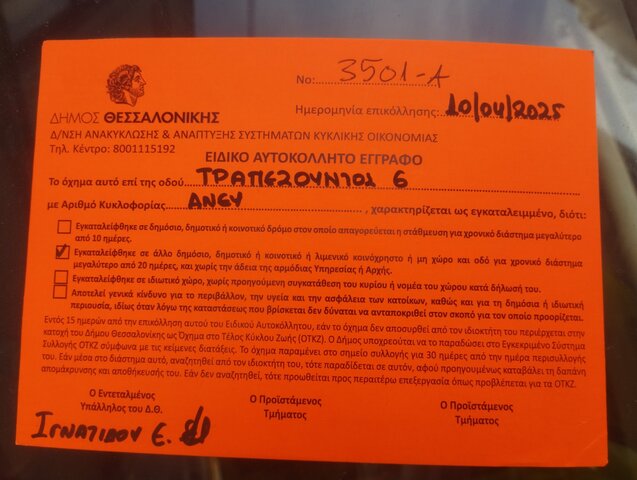 Νο: 3501-Α
Ημερομηνία επικόλλησης: 10/04/2025
ΔΗΜΟΣ ΘΕΣΣΑΛΟΝΙΚΗΣ
Δ/ΝΣΗ ΑΝΑΚΥΚΛΩΣΗΣ & ΑΝΑΠΤΥΞΗΣ ΣΥΣΤΗΜΑΤΩΝ ΚΥΚΛΙΚΗΣ ΟΙΚΟΝΟΜΙΑΣ
Τηλ. Κέντρο: 8001115192
ΕΙΔΙΚΟ ΑΥΤΟΚΟΛΛΗΤΟ ΕΓΓΡΑΦΟ
Το όχημα αυτό επί της οδού ΤΡΑΠΕΖΟΥΝΤΟΣ 6
με Αριθμό Κυκλοφορίας ΑΝΕΥ, χαρακτηρίζεται ως εγκαταλειμμένο, διότι:
Εγκαταλείφθηκε σε δημόσιο, δημοτικό ή κοινοτικό δρόμο στον οποίο απαγορεύεται η στάθμευση για χρονικό διάστημα μεγαλύτερο
από 10 ημέρες.
Εγκαταλείφθηκε σε άλλο δημόσιο, δημοτικό ή κοινοτικό ή λιμενικό κοινόχρηστο ή μη χώρο και οδό για χρονικό διάστημα
μεγαλύτερο από 20 ημέρες, και χωρίς την άδεια της αρμόδιας Υπηρεσίας ή Αρχής.
Εγκαταλείφθηκε σε ιδιωτικό χώρο, χωρίς προηγούμενη συγκατάθεση του κυρίου ή νομέα του χώρου κατά δήλωσή του.
Αποτελεί γενικά κίνδυνο για το περιβάλλον, την υγεία και την ασφάλεια των κατοίκων, καθώς και για τη δημόσια ή ιδιωτική
περιουσία, ιδίως όταν λόγω της καταστάσεως που βρίσκεται δεν δύναται να ανταποκριθεί στον σκοπό για τον οποίο προορίζεται.
Εντός 15 ημερών από την επικόλληση αυτού του Ειδικού Αυτοκόλλητου, εάν το όχημα δεν αποσυρθεί από τον ιδιοκτήτη του περιέρχεται στην
κατοχή του Δήμου Θεσσαλονίκης ως Όχημα στο Τέλος Κύκλου Ζωής (ΟΤΚΖ). Ο Δήμος υποχρεούται να το παραδώσει στο Εγκεκριμένο Σύστημα
Συλλογής ΟΤΚΖ σύμφωνα με τις κείμενες διατάξεις. Το όχημα παραμένει στο σημείο συλλογής για 30 ημέρες από την ημέρα περισυλλογής
του. Εάν μέσα στο διάστημα αυτό, αναζητηθεί από τον ιδιοκτήτη του, τότε παραδίδεται σε αυτόν, αφού προηγουμένως καταβάλει τη δαπάνη
απομάκρυνσης και αποθήκευσής του. Εάν δεν αναζητηθεί, τότε προωθείται προς περαιτέρω επεξεργασία όπως προβλέπεται για τα ΟΤΚΖ.
Ο Εντεταλμένος
Υπάλληλος του Δ.Θ.
Ο Προϊστάμενος
Τμήματος
Ο Προϊστάμενος
Τμήματος
ΙΓΝΑΤΙΔΟΥ Ε.